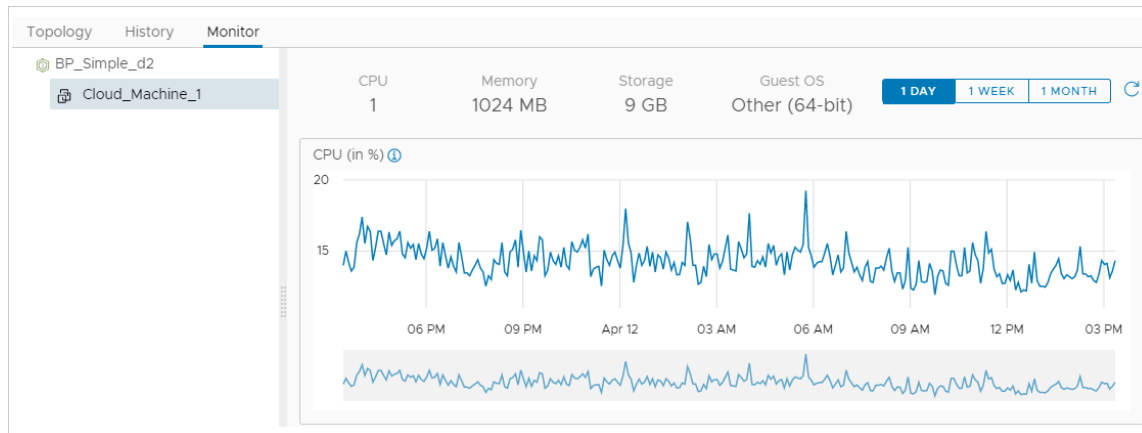 Topology History Monitor
BP_Simple_d2
Cloud_Machine_1
CPU Memory Storage Guest OS
1 1024 MB 9 GB Other (64-bit)
1 DAY 1 WEEK 1 MONTH
CPU (in %)
20
15
06 PM 09 PM Apr 12 03 AM 06 AM 09 AM 12 PM 03 PM